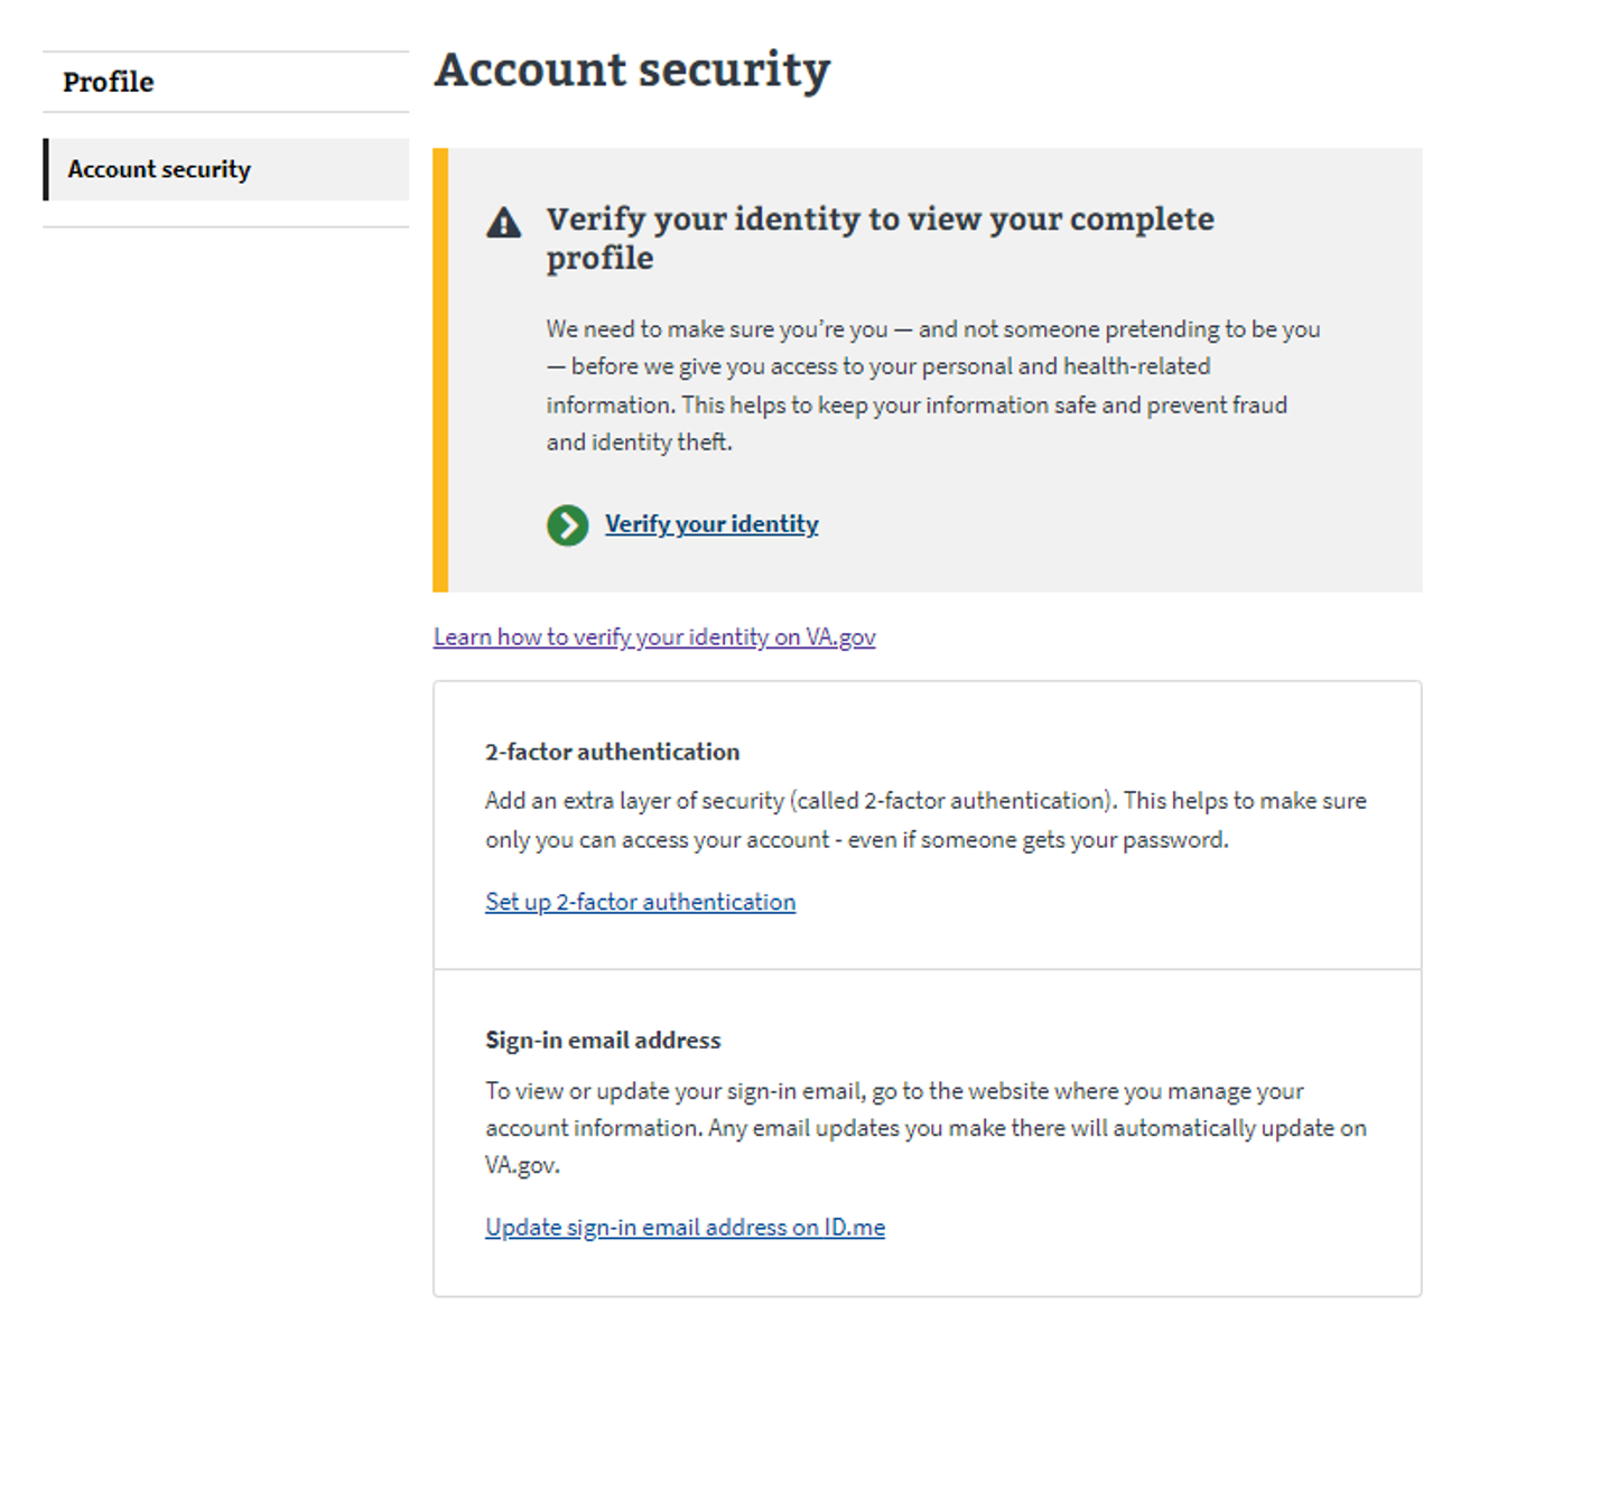 Profile
Account security
Account security
Verify your identity to view your complete
profile
We need to make sure you’re you — and not someone pretending to be you
— before we give you access to your personal and health-related
information. This helps to keep your information safe and prevent fraud
and identity theft.
Verify your identity
Learn how to verify your identity on VA.gov
2-factor authentication
Add an extra layer of security (called 2-factor authentication). This helps to make sure
only you can access your account - even if someone gets your password.
Set up 2-factor authentication
Sign-in email address
To view or update your sign-in email, go to the website where you manage your
account information. Any email updates you make there will automatically update on
VA.gov.
Update sign-in email address on ID.me